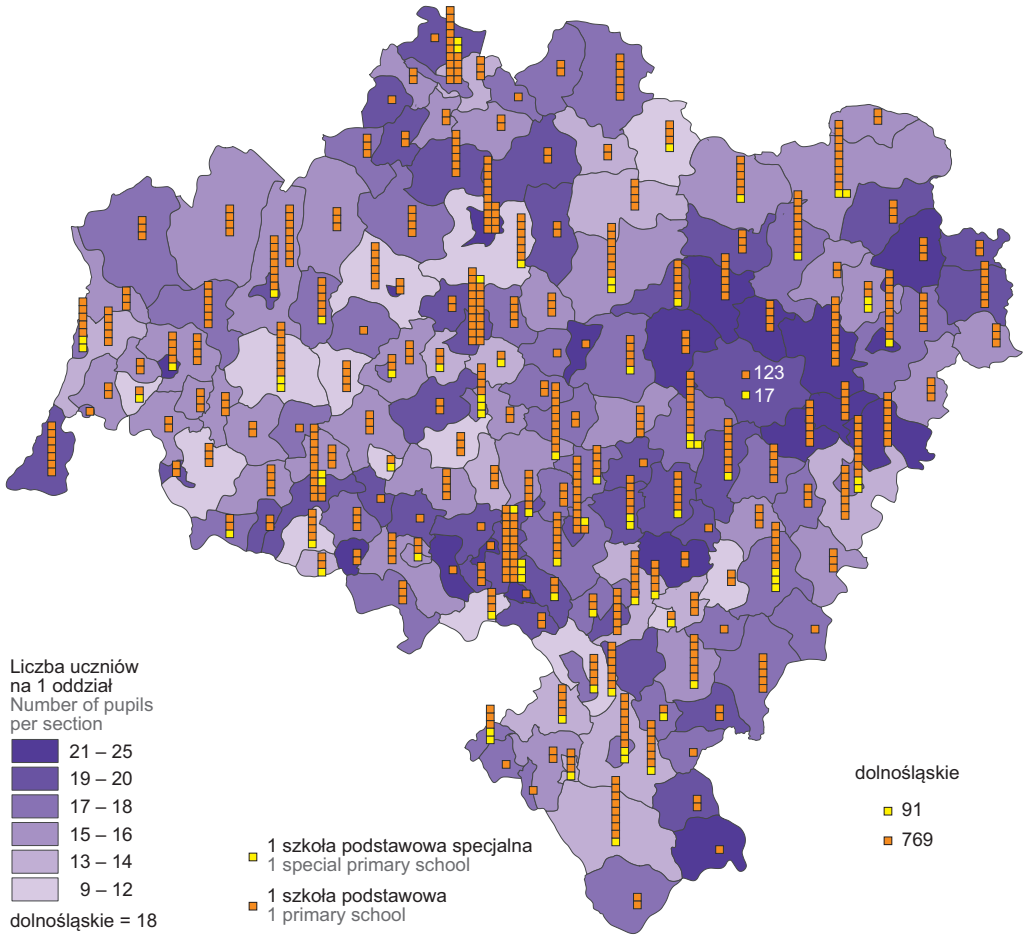 123
17
Liczba uczniów
na 1 oddział
Number of pupils
per section
21 – 25
19 – 20
17 – 18
15 – 16
13 – 14
9 – 12
dolnośląskie = 18
1 szkoła podstawowa specjalna
1 special primary school
1 szkoła podstawowa
1 primary school
dolnośląskie
91
769